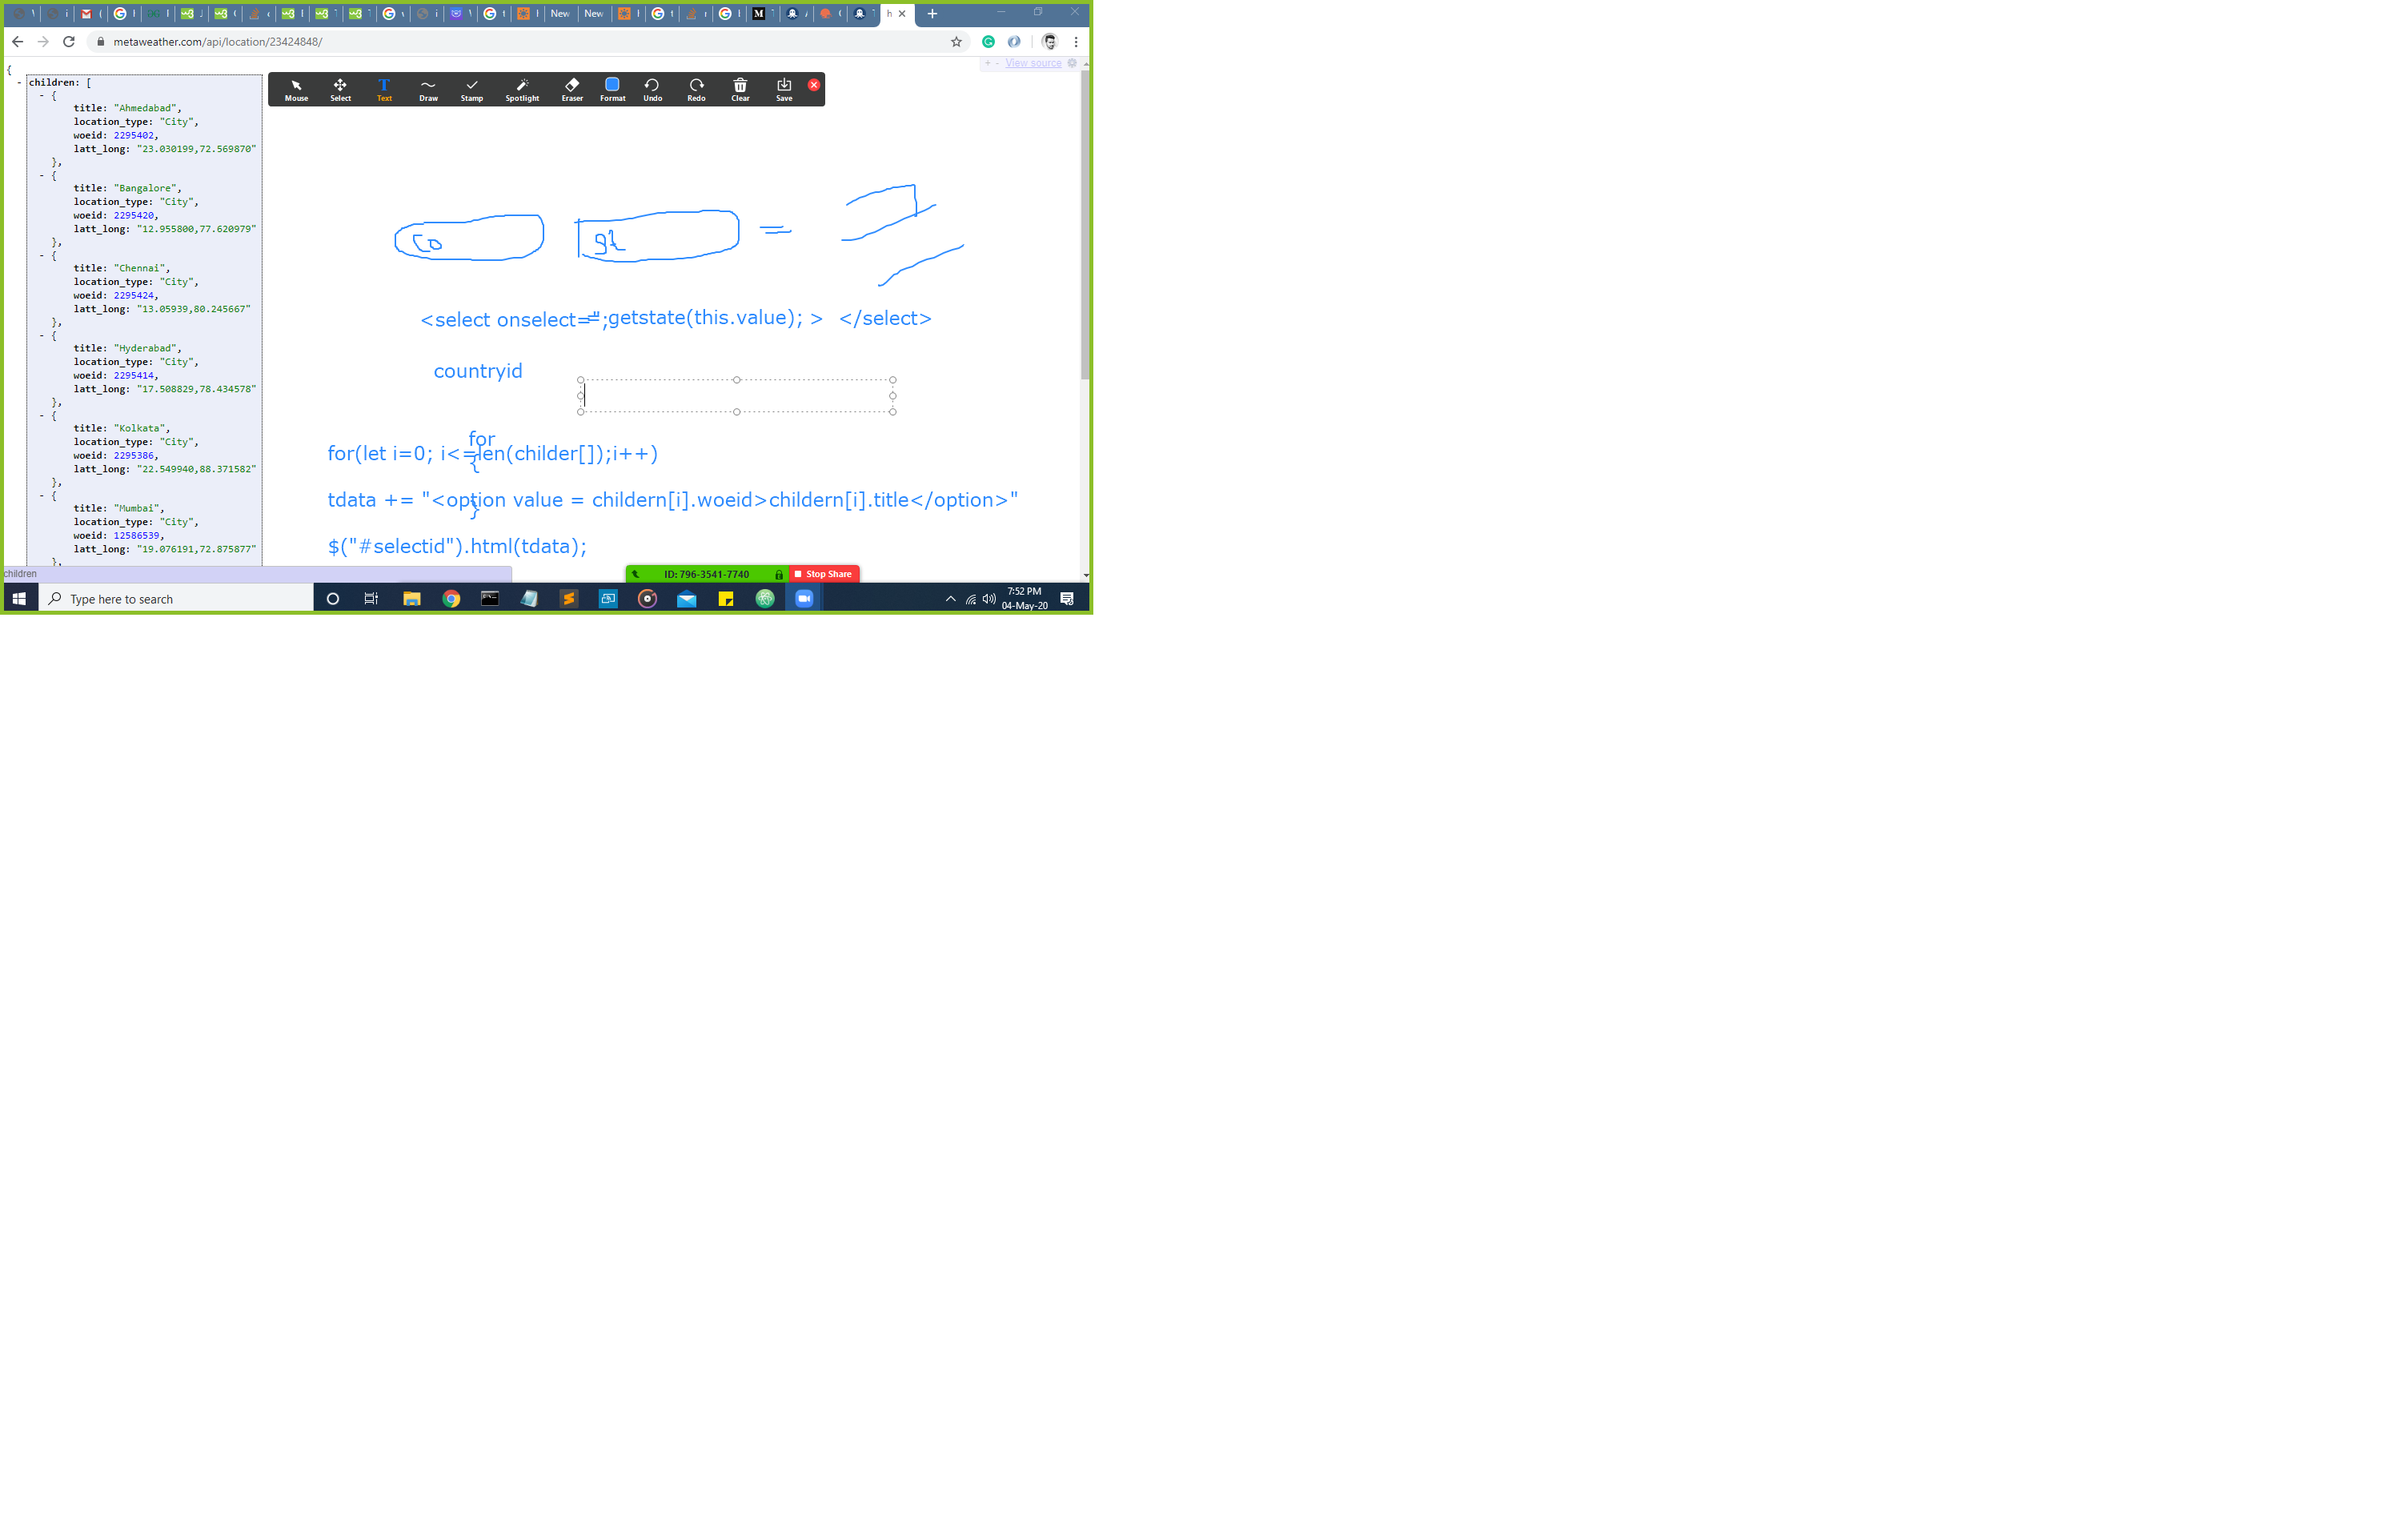 metaweather.com/api/location/23424848/
+ - View source
{
- children: [
- {
title: "Ahmedabad",
location_type: "City",
woeid: 2295402,
latt_long: "23.030199,72.569870"
},
- {
title: "Bangalore",
location_type: "City",
woeid: 2295420,
latt_long: "12.955800,77.620979"
},
- {
title: "Chennai",
location_type: "City",
woeid: 2295424,
latt_long: "13.05939,80.245667"
},
- {
title: "Hyderabad",
location_type: "City",
woeid: 2295414,
latt_long: "17.508829,78.434578"
},
- {
title: "Kolkata",
location_type: "City",
woeid: 2295386,
latt_long: "22.549940,88.371582"
},
- {
title: "Mumbai",
location_type: "City",
woeid: 12586539,
latt_long: "19.076191,72.875877"
},
children
Mouse Select Text Draw Stamp Spotlight Eraser Format Undo Redo Clear Save
Co
St
=
<select onselect=";
=getstate(this.value); > </select>
countryid
for
{
}
for(let i=0; i<=len(childer[]);i++)
tdata += "<option value = childern[i].woeid>childern[i].title</option>"
$("#selectid").html(tdata);
ID: 796-3541-7740 Stop Share
Type here to search
7:52 PM
04-May-20
New
New